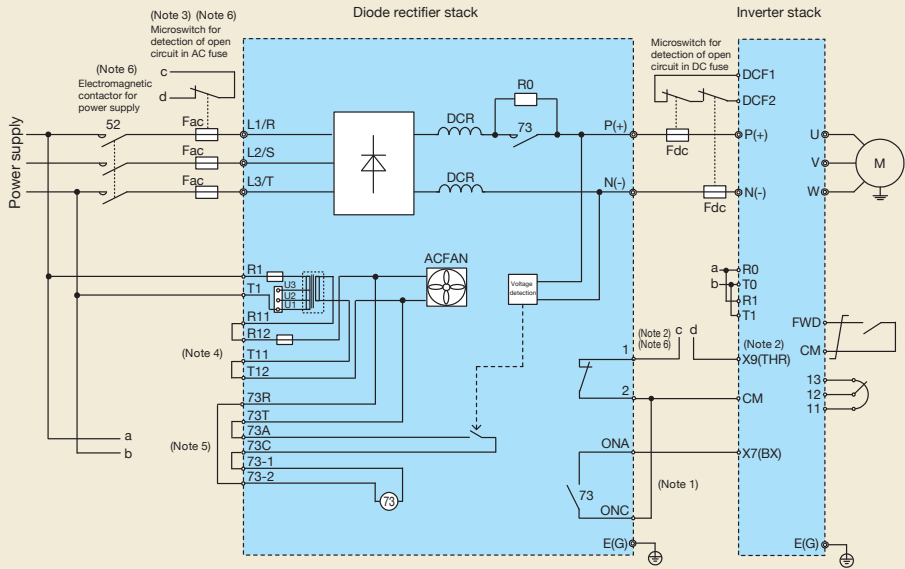 Diode rectifier stack
Inverter stack
(Note 3) (Note 6)
Microswitch for
detection of open
circuit in AC fuse
c
d
(Note 6)
Electromagnetic
contactor for
power supply
52
Power supply
Fac
Fac
Fac
L1/R
L2/S
L3/T
DCR
DCR
R0
73
P(+)
N(-)
Microswitch for
detection of open
circuit in DC fuse
Fdc
Fdc
DCF1
DCF2
P(+)
N(-)
U
V
W
M
R1
T1
U3
U2
U1
R11
R12
(Note 4)
T11
T12
ACFAN
Voltage
detection
73R
73T
73A
73C
73-1
73-2
(Note 5)
73
a
b
1
2
(Note 2)
(Note 6)
c
d
ONA
73
ONC
(Note 1)
E(G)
a
b
R0
T0
R1
T1
(Note 2)
X9(THR)
CM
X7(BX)
FWD
CM
13
12
11
E(G)